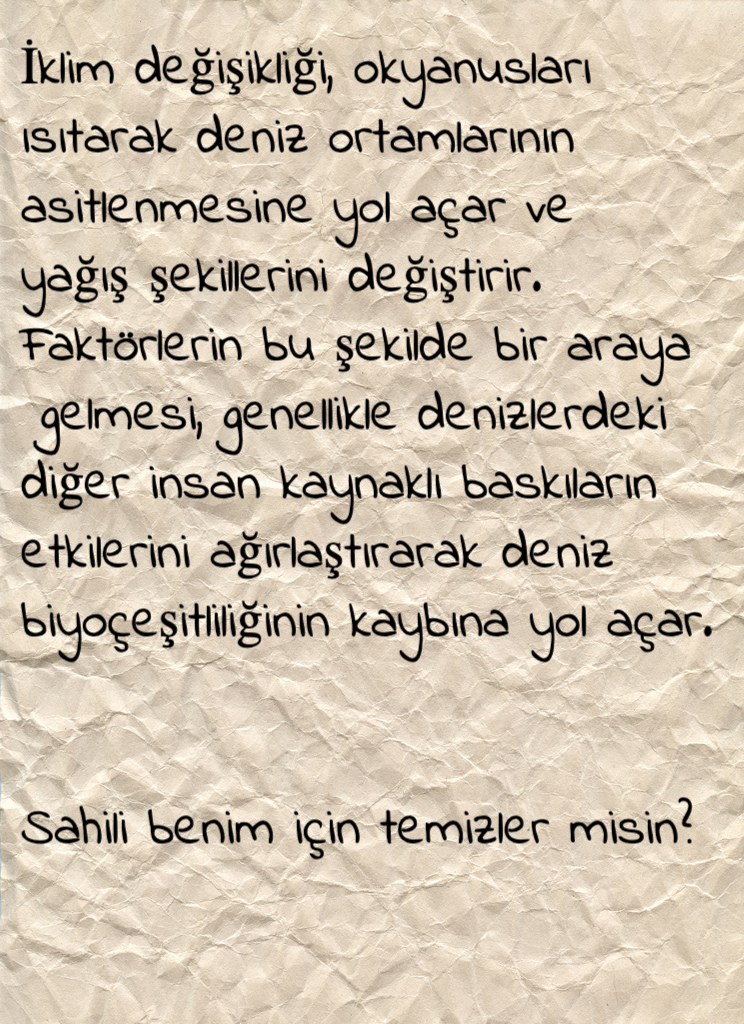 İklim değişikliği, okyanusları
ısıtarak deniz ortamlarının
asitlenmesine yol açar ve
yağış şekillerini değiştirir.
Faktörlerin bu şekilde bir araya
gelmesi, genellikle denizlerdeki
diğer insan kaynaklı baskıların
etkilerini ağırlaştırarak deniz
biyoçeşitliliğinin kaybına yol açar.
Sahili benim için temizler misin?